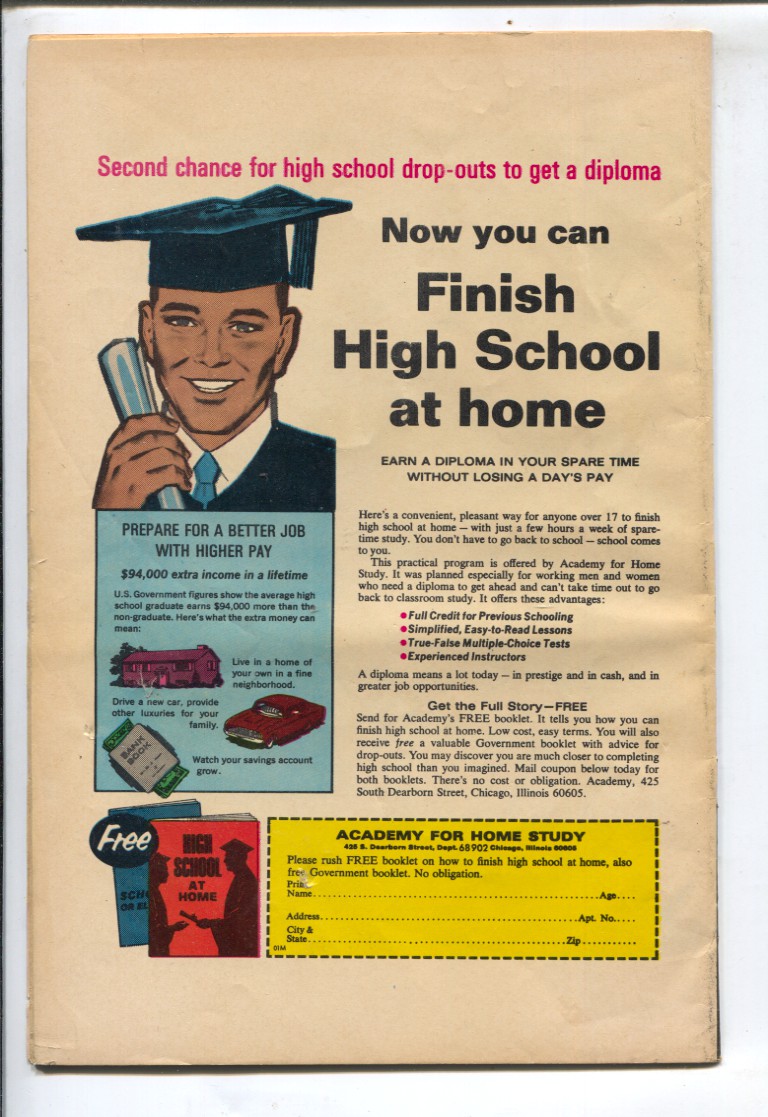 Second chance for high school drop-outs to get a diploma
Now you can
Finish
High School
at home
EARN A DIPLOMA IN YOUR SPARE TIME
WITHOUT LOSING A DAY'S PAY
PREPARE FOR A BETTER JOB
WITH HIGHER PAY
$94,000 extra income in a lifetime
U.S. Government figures show the average high
school graduate earns $94,000 more than the
non-graduate. Here's what the extra money can
mean:
Live in a home of
your own in a fine
neighborhood.
Drive a new car, provide
other luxuries for your
family.
BANK
BOOK
Watch your savings account
grow.
Here's a convenient, pleasant way for anyone over 17 to finish
high school at home — with just a few hours a week of spare-
time study. You don't have to go back to school — school comes
to you.
This practical program is offered by Academy for Home
Study. It was planned especially for working men and women
who need a diploma to get ahead and can't take time out to go
back to classroom study. It offers these advantages:
● Full Credit for Previous Schooling
● Simplified, Easy-to-Read Lessons
● True-False Multiple-Choice Tests
● Experienced Instructors
A diploma means a lot today — in prestige and in cash, and in
greater job opportunities.
Get the Full Story—FREE
Send for Academy's FREE booklet. It tells you how you can
finish high school at home. Low cost, easy terms. You will also
receive free a valuable Government booklet with advice for
drop-outs. You may discover you are much closer to completing
high school than you imagined. Mail coupon below today for
both booklets. There's no cost or obligation. Academy, 425
South Dearborn Street, Chicago, Illinois 60605.
Free
SCHO
OR EL
HIGH
SCHOOL
AT
HOME
ACADEMY FOR HOME STUDY
425 S. Dearborn Street, Dept. 68902 Chicago, Illinois 60605
Please rush FREE booklet on how to finish high school at home, also
free Government booklet. No obligation.
Print
Name Age
Address Apt. No.
City &
State Zip
01M